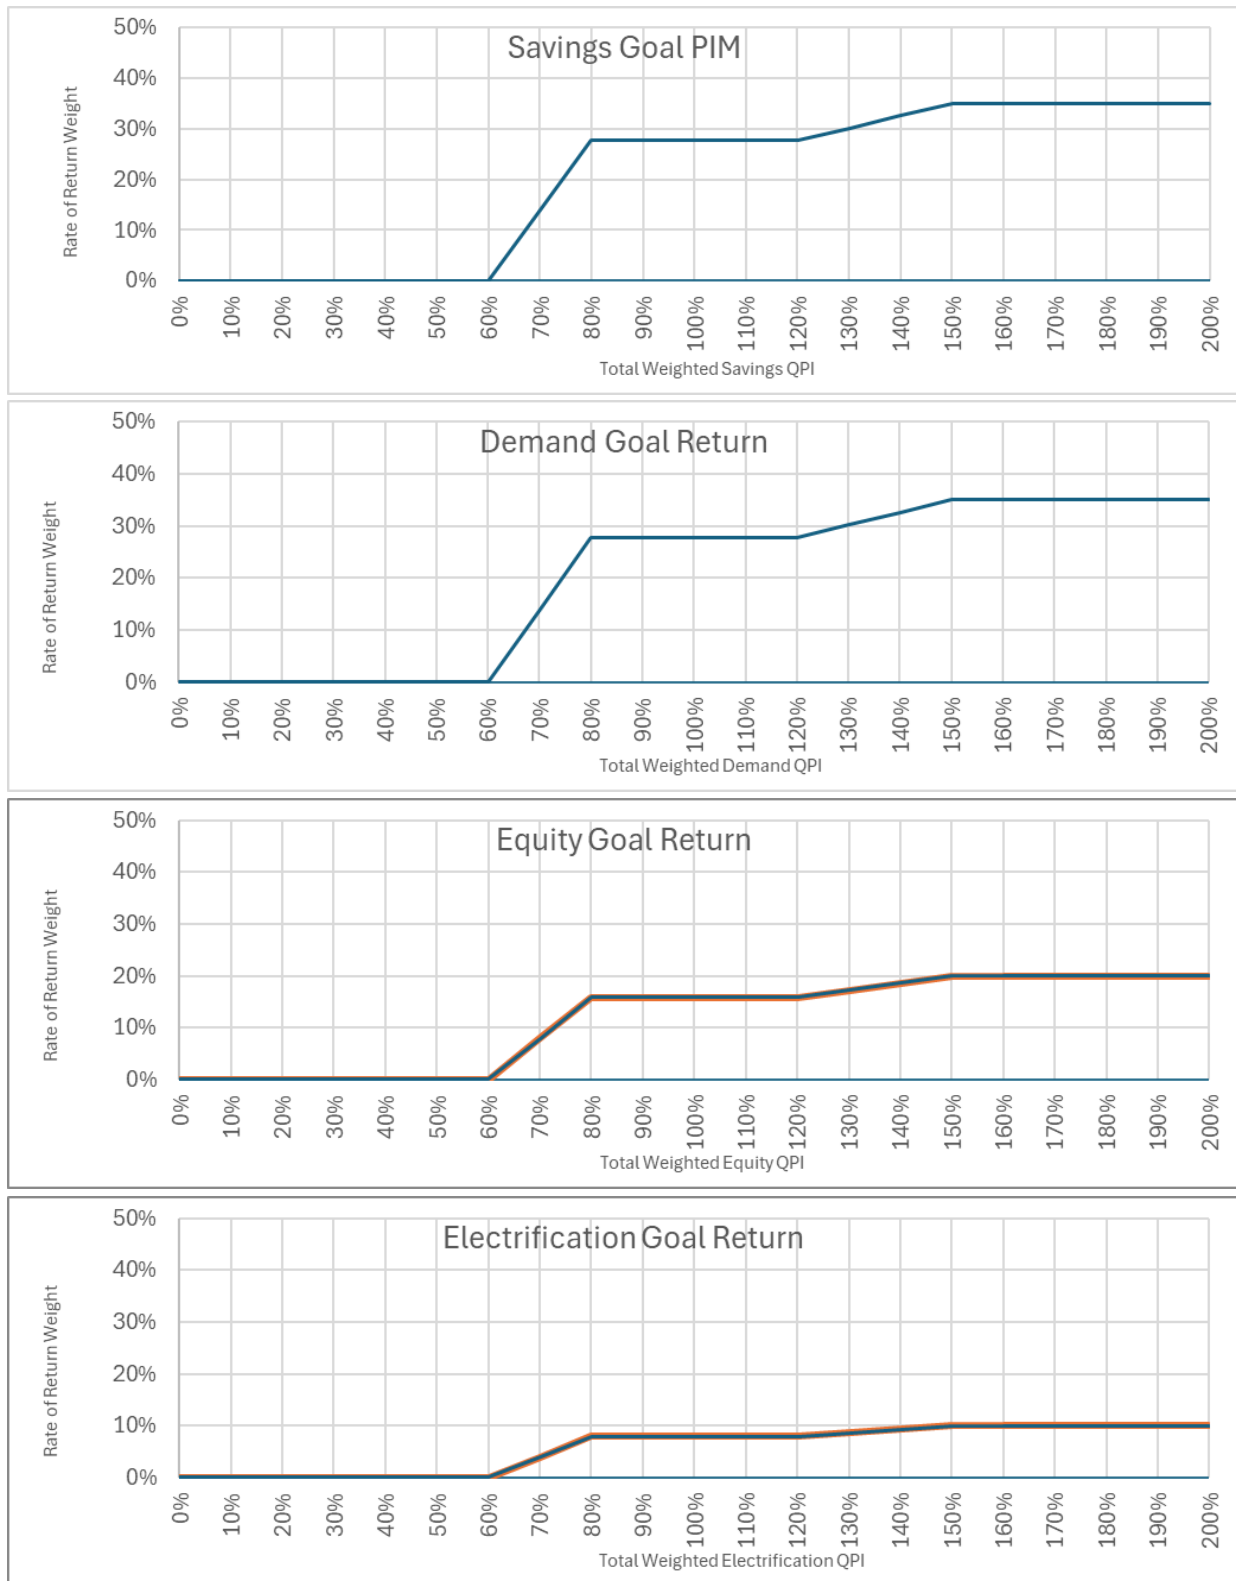 Savings Goal PIM
Rate of Return Weight
50%
40%
30%
20%
10%
0%
0% 10% 20% 30% 40% 50% 60% 70% 80% 90% 100% 110% 120% 130% 140% 150% 160% 170% 180% 190% 200%
Total Weighted Savings QPI
Demand Goal Return
Rate of Return Weight
50%
40%
30%
20%
10%
0%
0% 10% 20% 30% 40% 50% 60% 70% 80% 90% 100% 110% 120% 130% 140% 150% 160% 170% 180% 190% 200%
Total Weighted Demand QPI
Equity Goal Return
Rate of Return Weight
50%
40%
30%
20%
10%
0%
0% 10% 20% 30% 40% 50% 60% 70% 80% 90% 100% 110% 120% 130% 140% 150% 160% 170% 180% 190% 200%
Total Weighted Equity QPI
Electrification Goal Return
Rate of Return Weight
50%
40%
30%
20%
10%
0%
0% 10% 20% 30% 40% 50% 60% 70% 80% 90% 100% 110% 120% 130% 140% 150% 160% 170% 180% 190% 200%
Total Weighted Electrification QPI